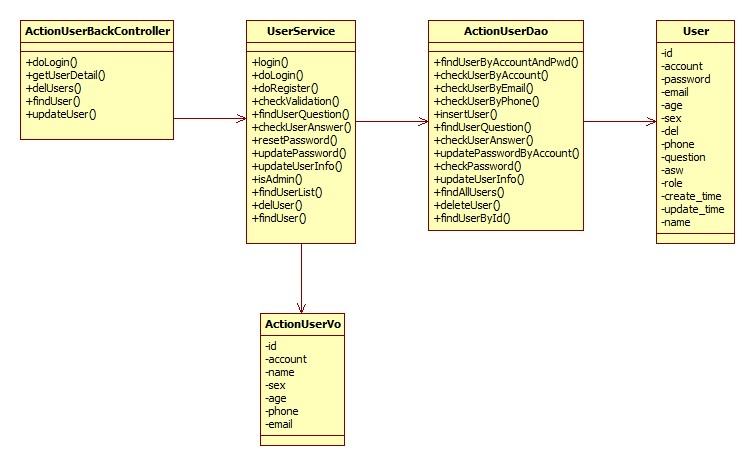 ActionUserBackController
+doLogin()
+getUserDetail()
+delUsers()
+findUser()
+updateUser()
UserService
+login()
+doLogin()
+doRegister()
+checkValidation()
+findUserQuestion()
+checkUserAnswer()
+resetPassword()
+updatePassword()
+updateUserInfo()
+isAdmin()
+findUserList()
+delUser()
+findUser()
ActionUserDao
+findUserByAccountAndPwd()
+checkUserByAccount()
+checkUserByEmail()
+checkUserByPhone()
+insertUser()
+findUserQuestion()
+checkUserAnswer()
+updatePasswordByAccount()
+checkPassword()
+updateUserInfo()
+findAllUsers()
+deleteUser()
+findUserById()
User
-id
-account
-password
-email
-age
-sex
-del
-phone
-question
-asw
-role
-create_time
-update_time
-name
ActionUserVo
-id
-account
-name
-sex
-age
-phone
-email